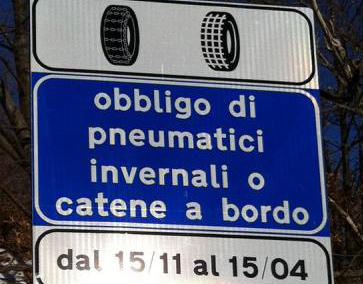 obbligo di
pneumatici
invernali o
catene a bordo
dal 15/11 al 15/04